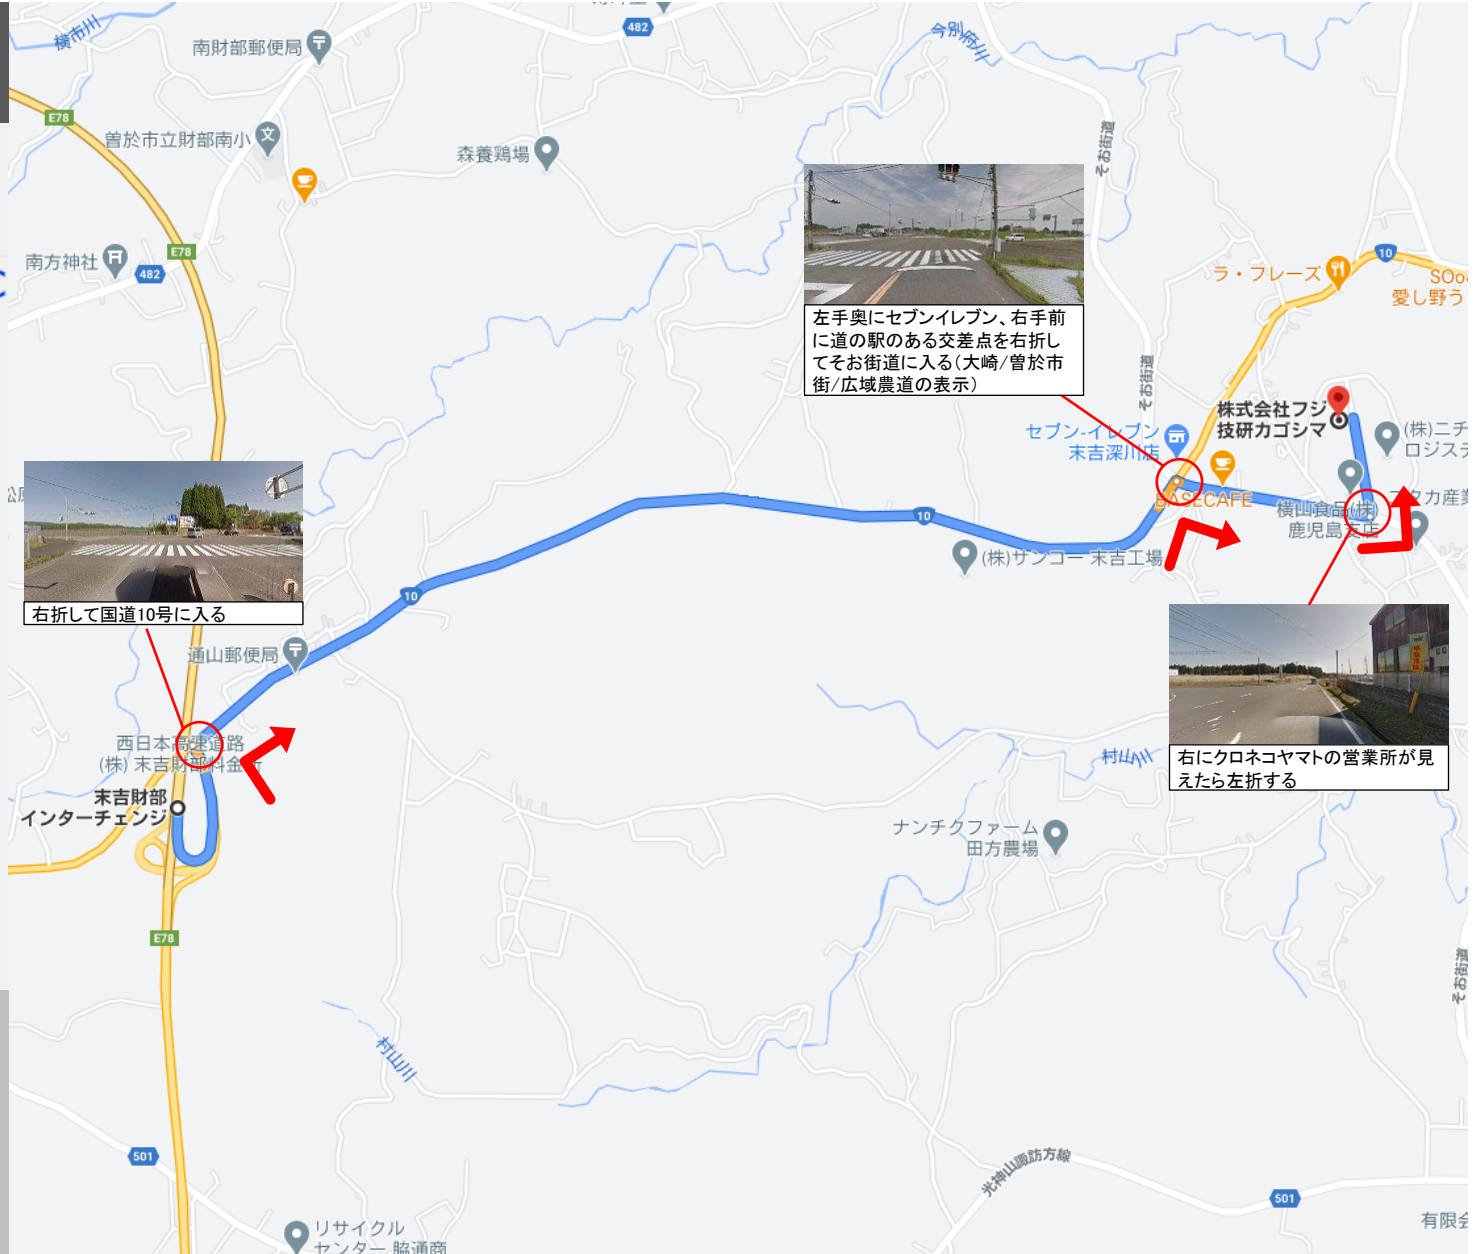 横市川
南財部郵便局
482
今別府川
E78
曽於市立財部南小
森養鶏場
そお街道
南方神社
E78
482
10
ラ・フレーズ
愛し野う
左手奥にセブンイレブン、右手前
に道の駅のある交差点を右折し
てそお街道に入る(大崎/曽於市
街/広域農道の表示)
そお街道
株式会社フジ
技研カゴシマ
セブン-イレブン
末吉深川店
(株)ニチ
ロジステ
BASECAFE
横山食品(株)
鹿児島支店
タカ産業
10
(株)サンコー 末吉工場
右折して国道10号に入る
10
通山郵便局
西日本高速道路
(株) 末吉財部料金所
末吉財部
インターチェンジ
村山川
右にクロネコヤマトの営業所が見
えたら左折する
ナンチクファーム
田方農場
E78
そお街道
村山川
501
光神山諏訪方線
501
リサイクル
センター 脇通商
有限会